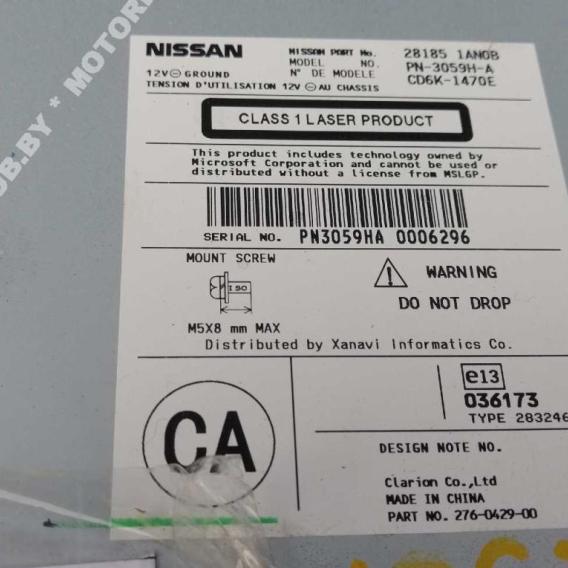 NISSAN NISSAN PART No. 28185 1AN0B
MODEL NO. PN-3059H-A
12V⊖GROUND N° DE MODELE CD6K-1470E
TENSION D'UTILISATION 12V ⊖ AU CHASSIS
CLASS 1 LASER PRODUCT
This product includes technology owned by
Microsoft Corporation and cannot be used or
distributed without a license from MSLGP.
SERIAL NO. PN3059HA 0006296
MOUNT SCREW
ISO
M5X8 mm MAX
WARNING
DO NOT DROP
Distributed by Xanavi Informatics Co.
e13
036173
TYPE 283246
CA
DESIGN NOTE NO.
Clarion Co.,Ltd
MADE IN CHINA
PART NO. 276-0429-00
OB.BY * MOTOR